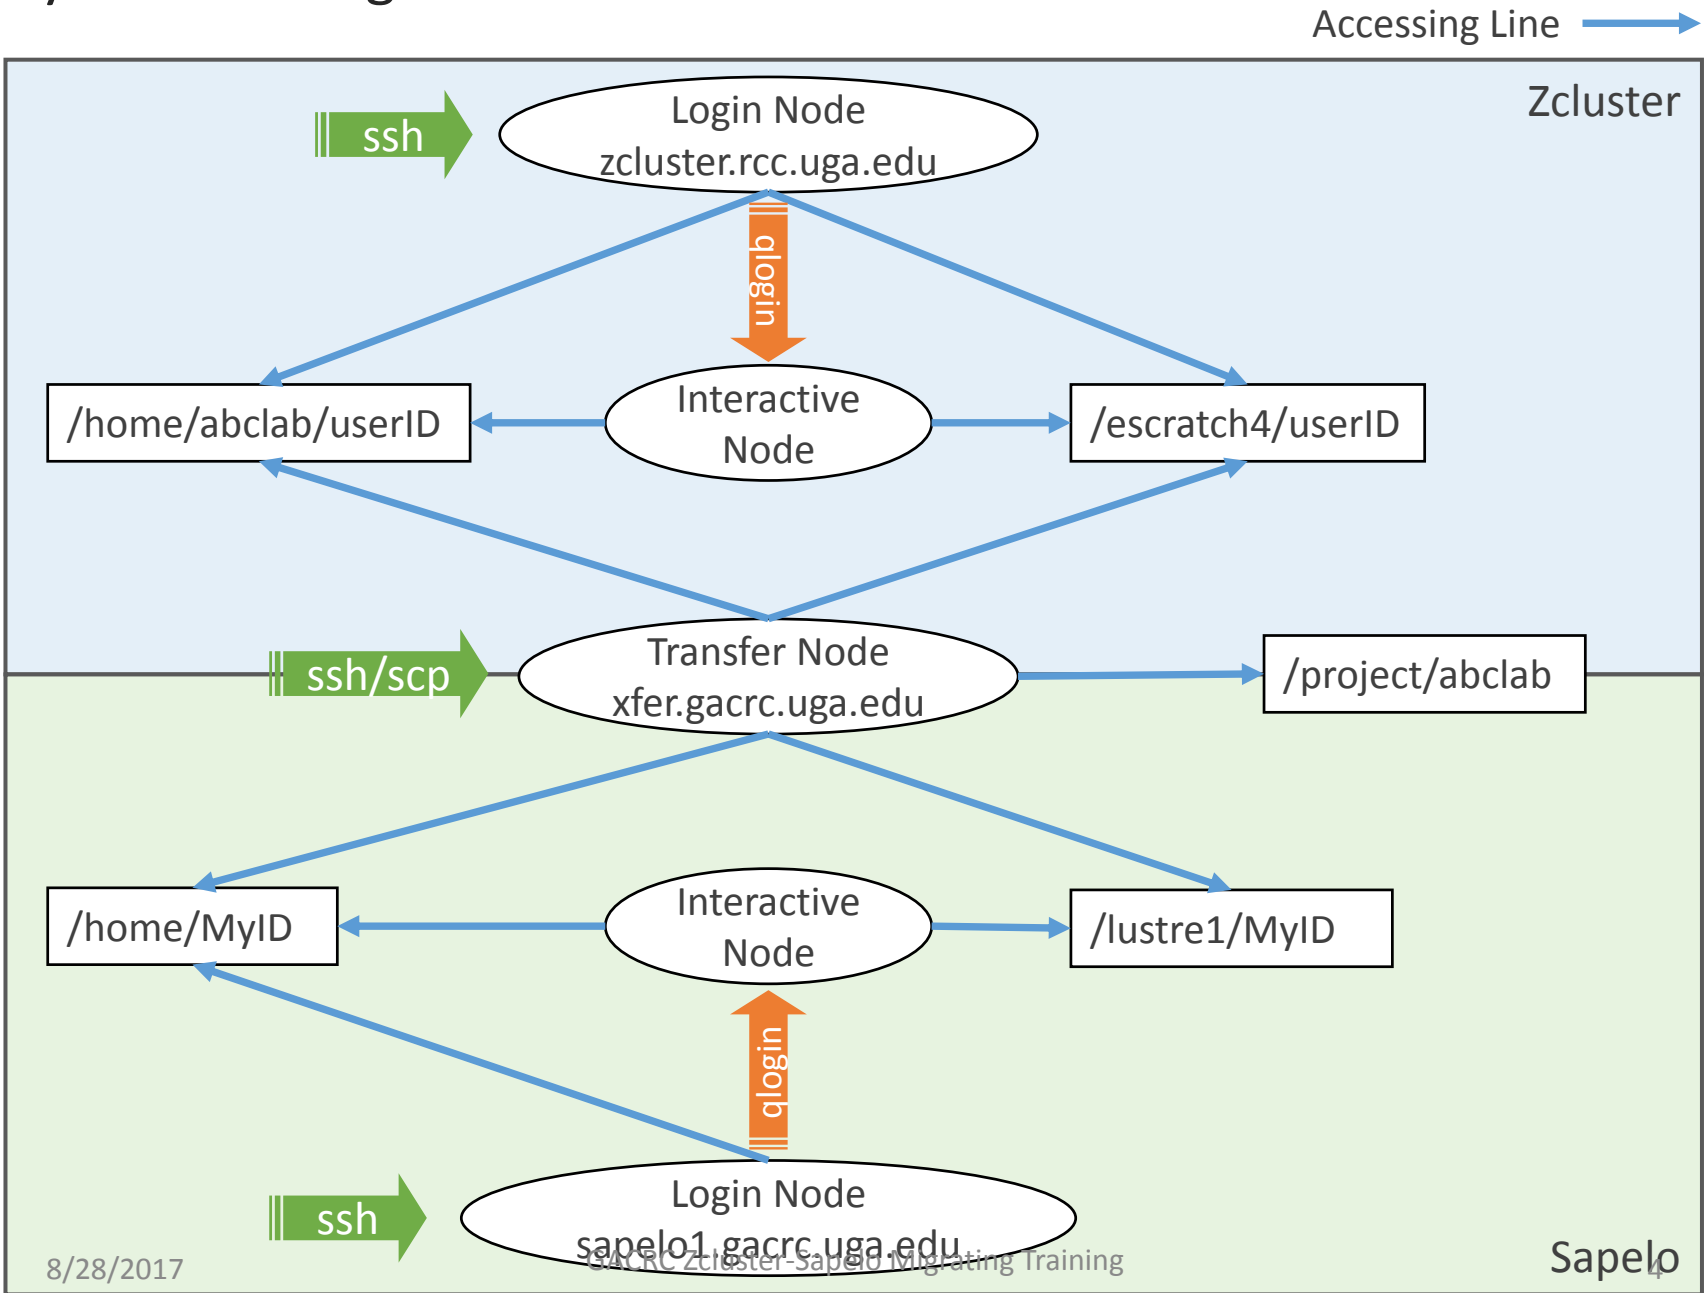 Accessing Line
Zcluster
ssh
Login Node
zcluster.rcc.uga.edu
qlogin
/home/abclab/userID
Interactive
Node
/escratch4/userID
ssh/scp
Transfer Node
xfer.gacrc.uga.edu
/project/abclab
/home/MyID
Interactive
Node
/lustre1/MyID
qlogin
ssh
Login Node
sapelo1.gacrc.uga.edu
8/28/2017
GACRC Zcluster-Sapelo Migrating Training
Sapelo
4